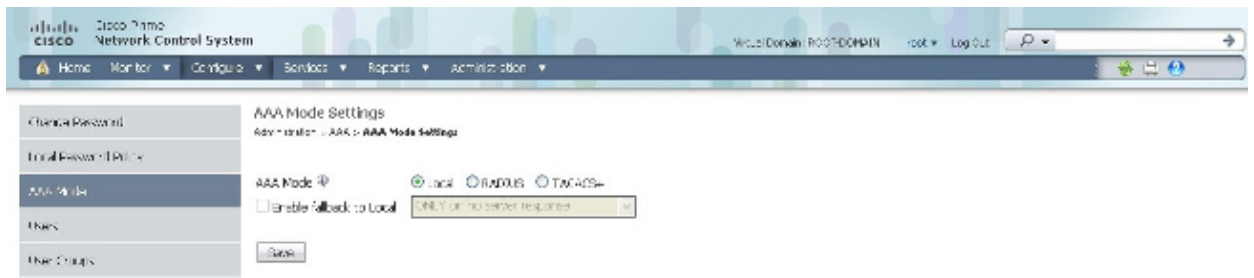 CISCO
Cisco Prime
Network Control System
Virtual Domain: ROOT-DOMAIN root Log Out
Home Monitor Configure Services Reports Administration
Change Password
Local Password Policy
AAA Mode
Users
User Groups
AAA Mode Settings
Administration > AAA > AAA Mode Settings
AAA Mode Local RADIUS TACACS+
Enable fallback to Local ONLY on no server response
Save